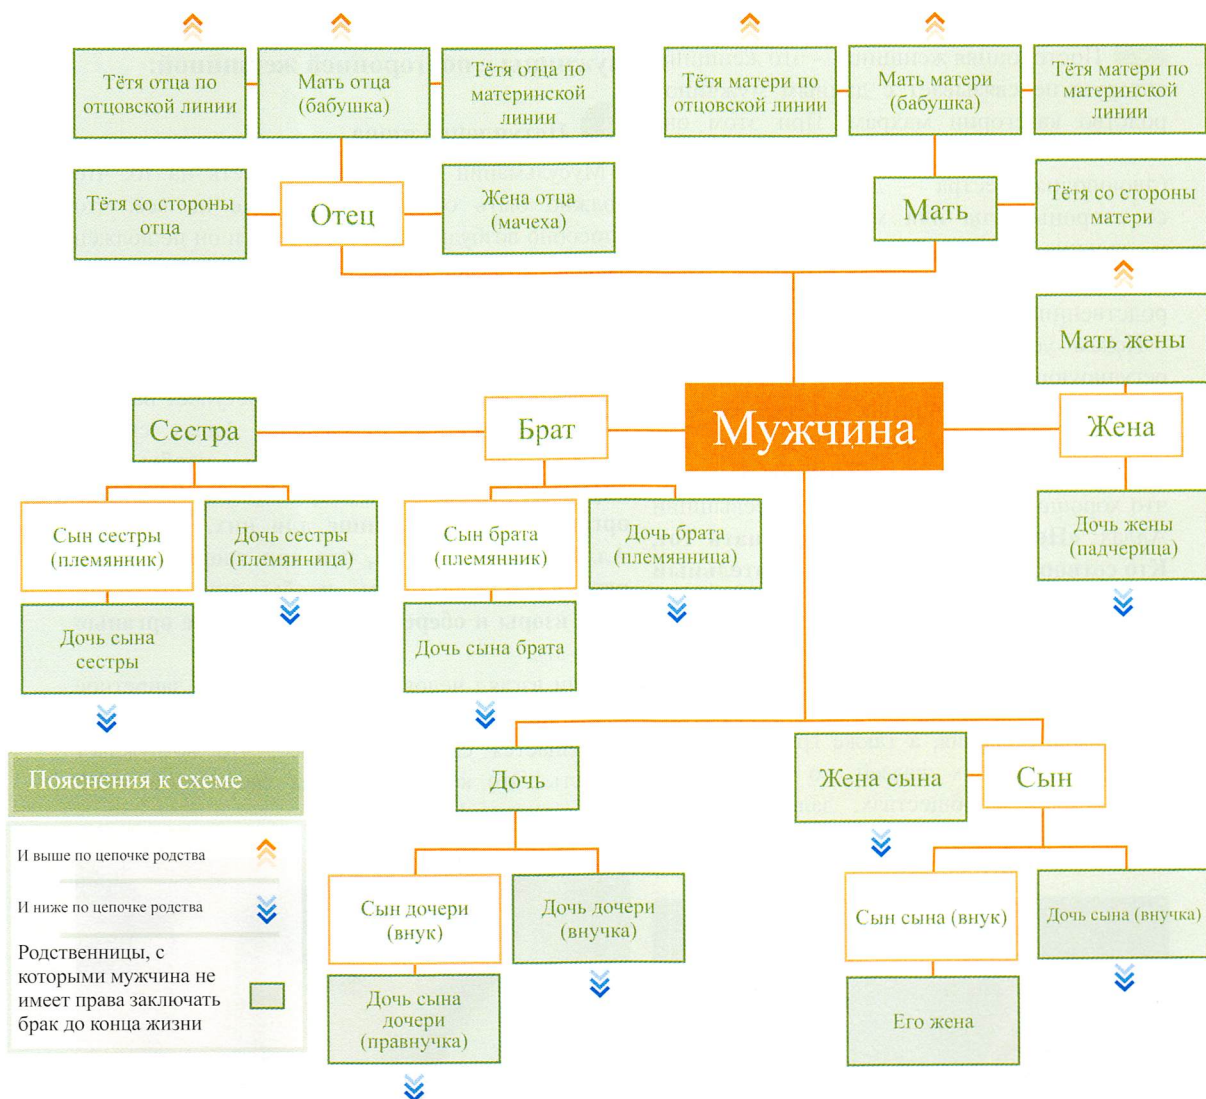 Тётя отца по
отцовской линии
Мать отца
(бабушка)
Тётя отца по
материнской
линии
Тётя матери по
отцовской линии
Мать матери
(бабушка)
Тётя матери по
материнской
линии
Тётя со стороны
отца
Отец
Жена отца
(мачеха)
Мать
Тётя со стороны
матери
Мать жены
Сестра
Брат
Мужчина
Жена
Сын сестры
(племянник)
Дочь сестры
(племянница)
Сын брата
(племянник)
Дочь брата
(племянница)
Дочь жены
(падчерица)
Дочь сына
сестры
Дочь сына брата
Дочь
Жена сына
Сын
Сын дочери
(внук)
Дочь дочери
(внучка)
Сын сына (внук)
Дочь сына (внучка)
Дочь сына
дочери
(правнучка)
Его жена
Пояснения к схеме
И выше по цепочке родства
И ниже по цепочке родства
Родственницы, с
которыми мужчина не
имеет права заключать
брак до конца жизни